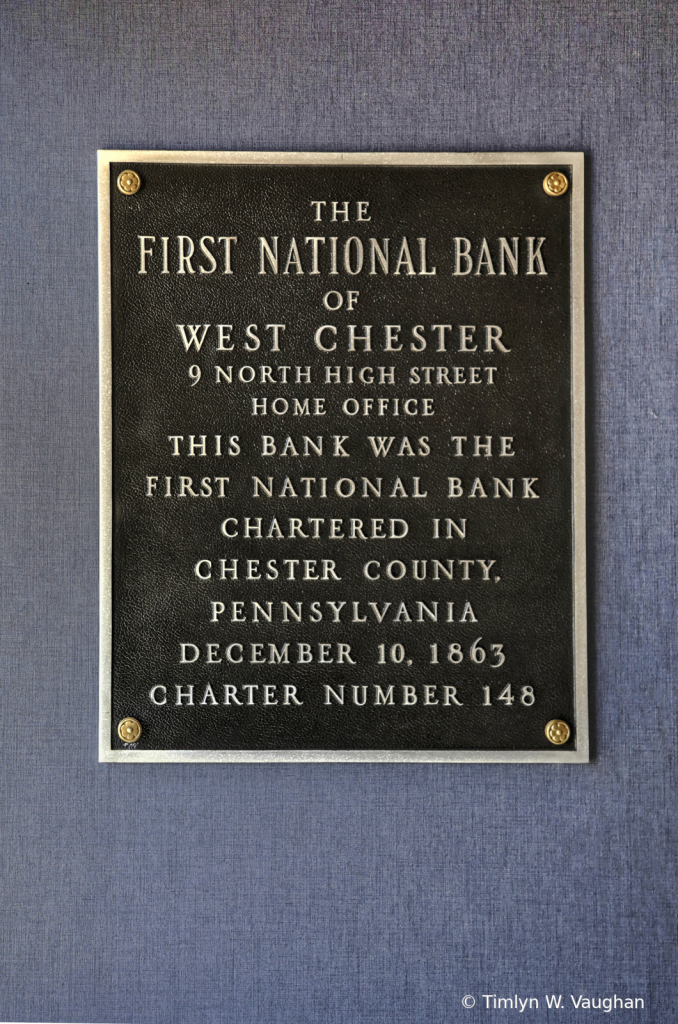 THE
FIRST NATIONAL BANK
OF
WEST CHESTER
9 NORTH HIGH STREET
HOME OFFICE
THIS BANK WAS THE
FIRST NATIONAL BANK
CHARTERED IN
CHESTER COUNTY,
PENNSYLVANIA
DECEMBER 10, 1863
CHARTER NUMBER 148
© Timlyn W. Vaughan